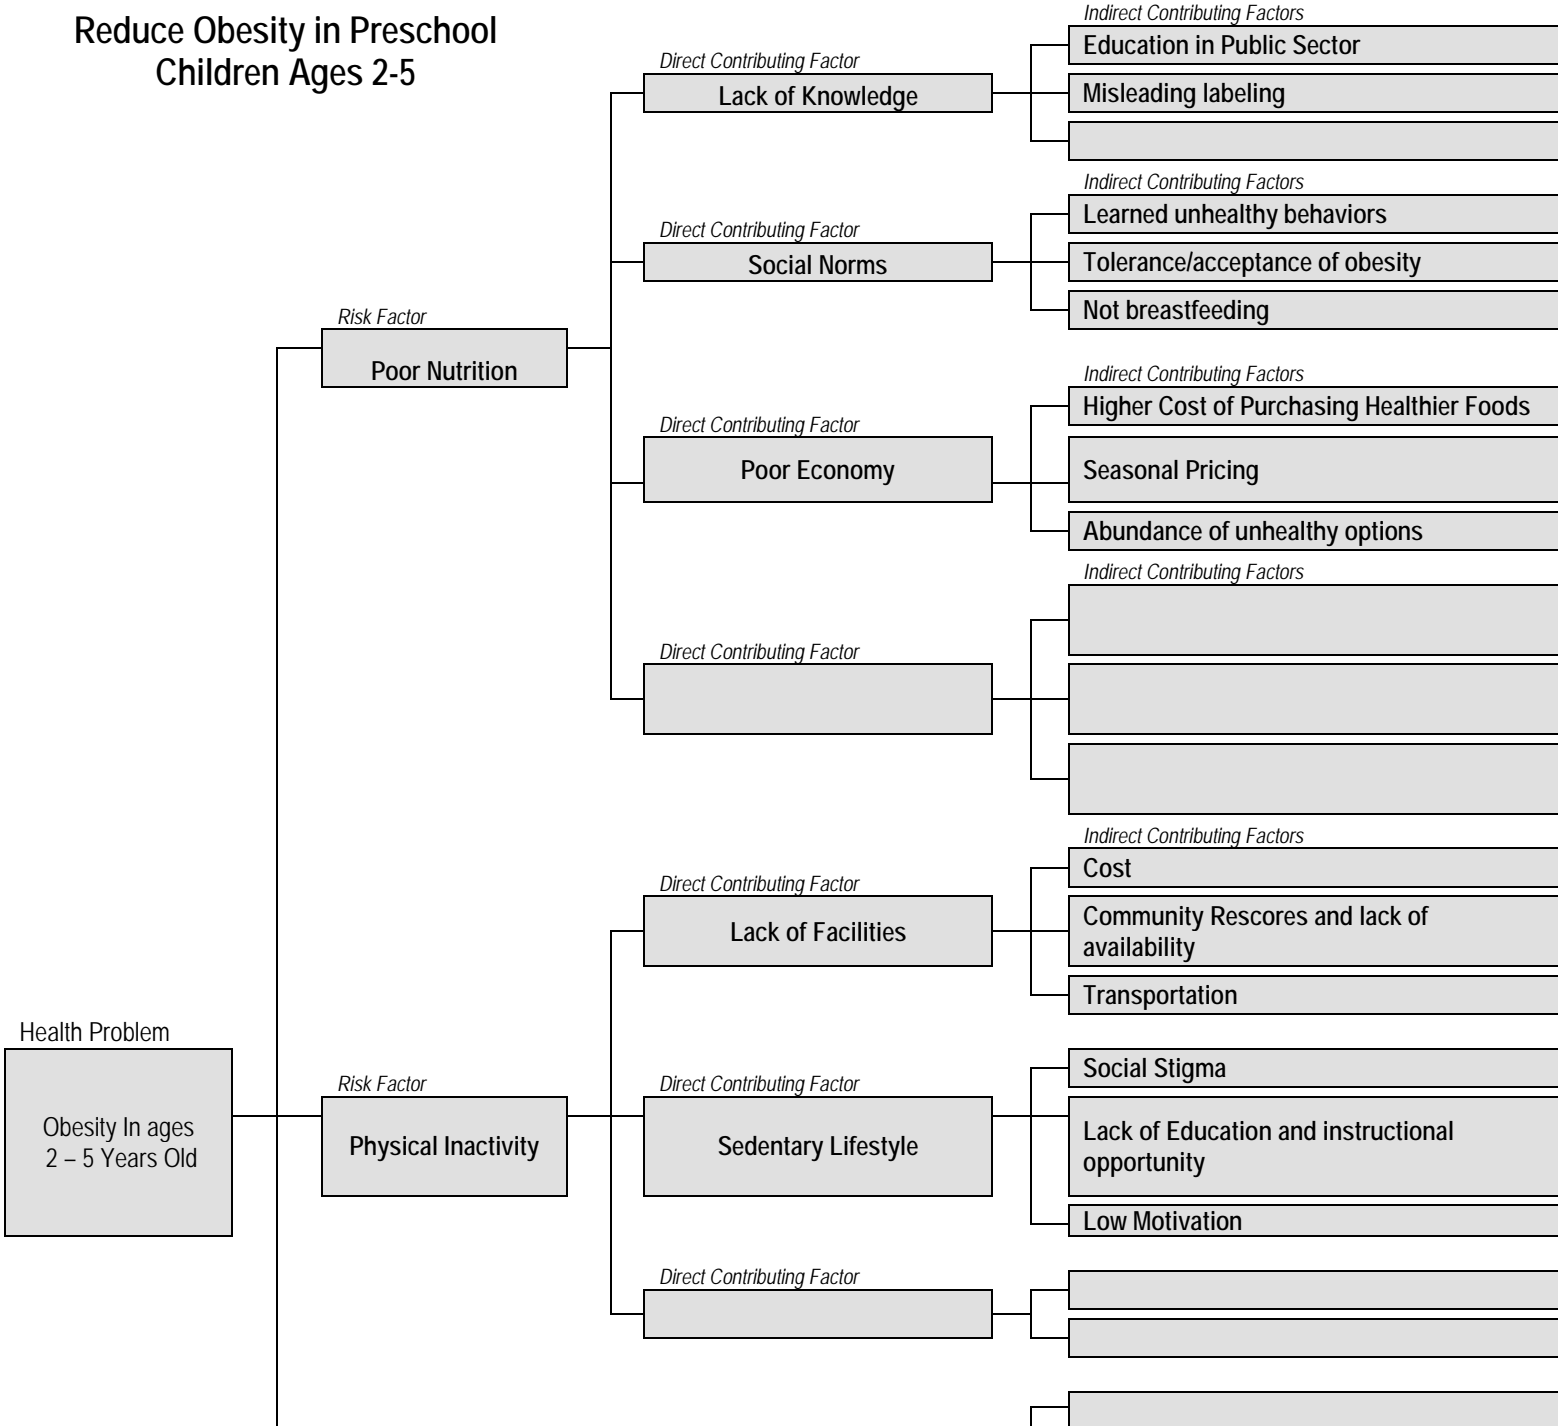 Reduce Obesity in Preschool
Children Ages 2-5
Indirect Contributing Factors
Education in Public Sector
Direct Contributing Factor
Lack of Knowledge
Misleading labeling
Indirect Contributing Factors
Learned unhealthy behaviors
Direct Contributing Factor
Social Norms
Tolerance/acceptance of obesity
Not breastfeeding
Risk Factor
Poor Nutrition
Indirect Contributing Factors
Higher Cost of Purchasing Healthier Foods
Direct Contributing Factor
Poor Economy
Seasonal Pricing
Abundance of unhealthy options
Indirect Contributing Factors
Direct Contributing Factor
Indirect Contributing Factors
Cost
Direct Contributing Factor
Lack of Facilities
Community Rescores and lack of
availability
Transportation
Health Problem
Obesity In ages
2 – 5 Years Old
Risk Factor
Physical Inactivity
Direct Contributing Factor
Sedentary Lifestyle
Social Stigma
Lack of Education and instructional
opportunity
Low Motivation
Direct Contributing Factor